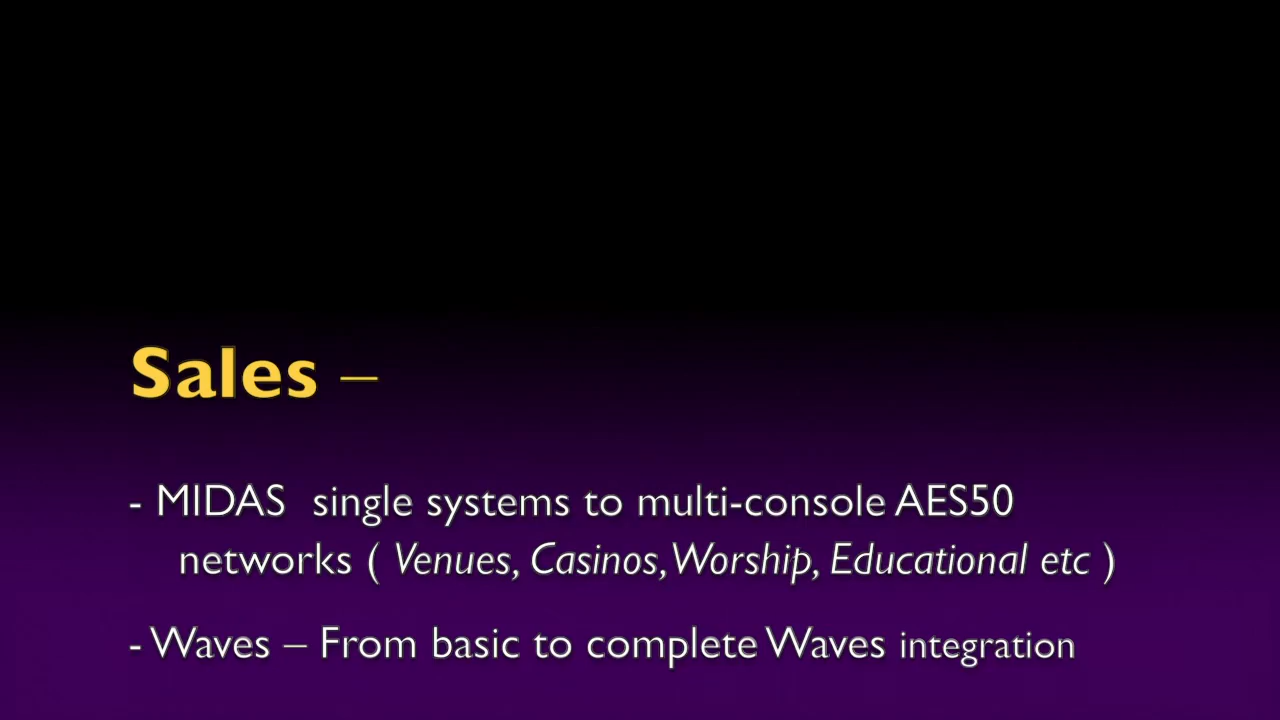 Sales –
- MIDAS  single systems to multi-console AES50
networks ( Venues, Casinos, Worship, Educational etc )
- Waves – From basic to complete Waves integration